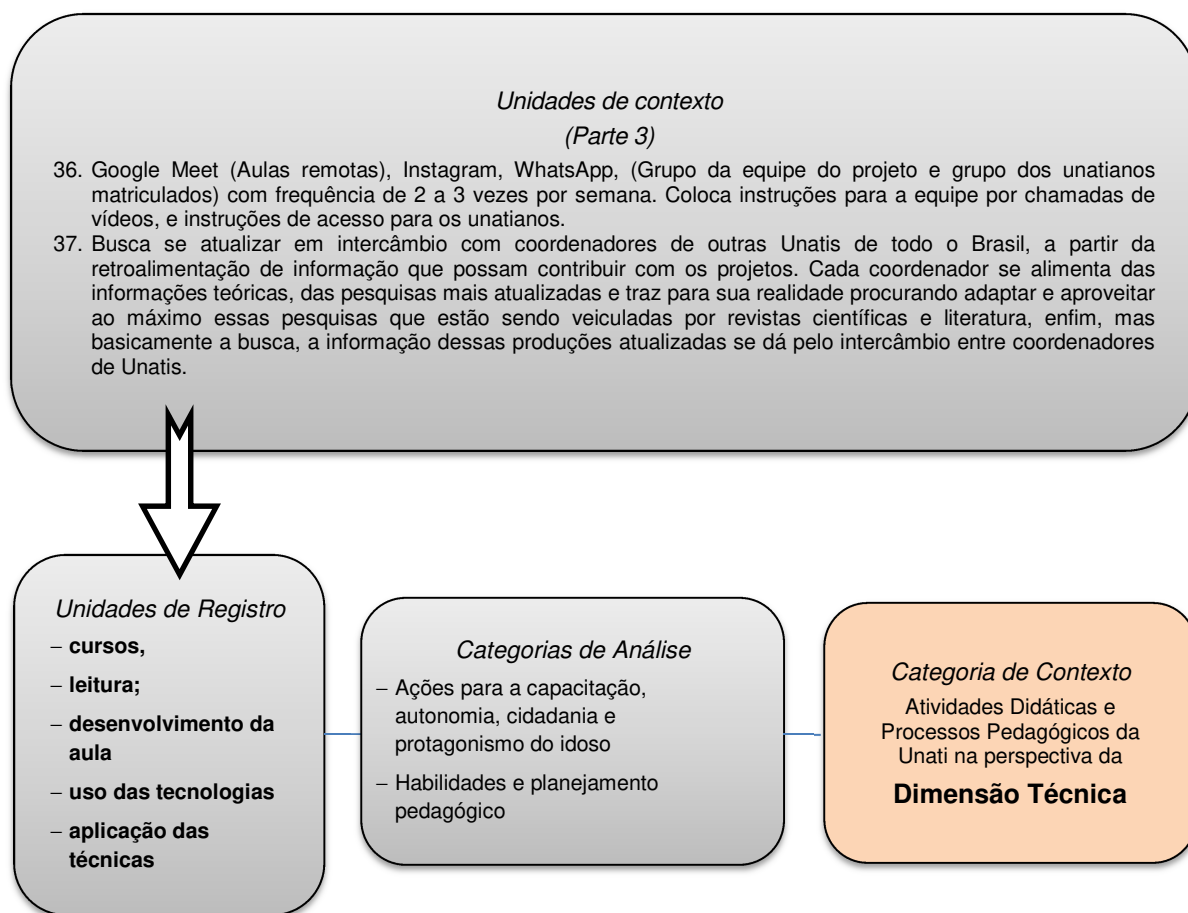 Unidades de contexto
(Parte 3)
36. Google Meet (Aulas remotas), Instagram, WhatsApp, (Grupo da equipe do projeto e grupo dos unatianos
matriculados) com frequência de 2 a 3 vezes por semana. Coloca instruções para a equipe por chamadas de
vídeos, e instruções de acesso para os unatianos.
37. Busca se atualizar em intercâmbio com coordenadores de outras Unatis de todo o Brasil, a partir da
retroalimentação de informação que possam contribuir com os projetos. Cada coordenador se alimenta das
informações teóricas, das pesquisas mais atualizadas e traz para sua realidade procurando adaptar e aproveitar
ao máximo essas pesquisas que estão sendo veiculadas por revistas científicas e literatura, enfim, mas
basicamente a busca, a informação dessas produções atualizadas se dá pelo intercâmbio entre coordenadores
de Unatis.
Unidades de Registro
– cursos,
– leitura;
– desenvolvimento da
aula
– uso das tecnologias
– aplicação das
técnicas
Categorias de Análise
– Ações para a capacitação,
autonomia, cidadania e
protagonismo do idoso
– Habilidades e planejamento
pedagógico
Categoria de Contexto
Atividades Didáticas e
Processos Pedagógicos da
Unati na perspectiva da
Dimensão Técnica